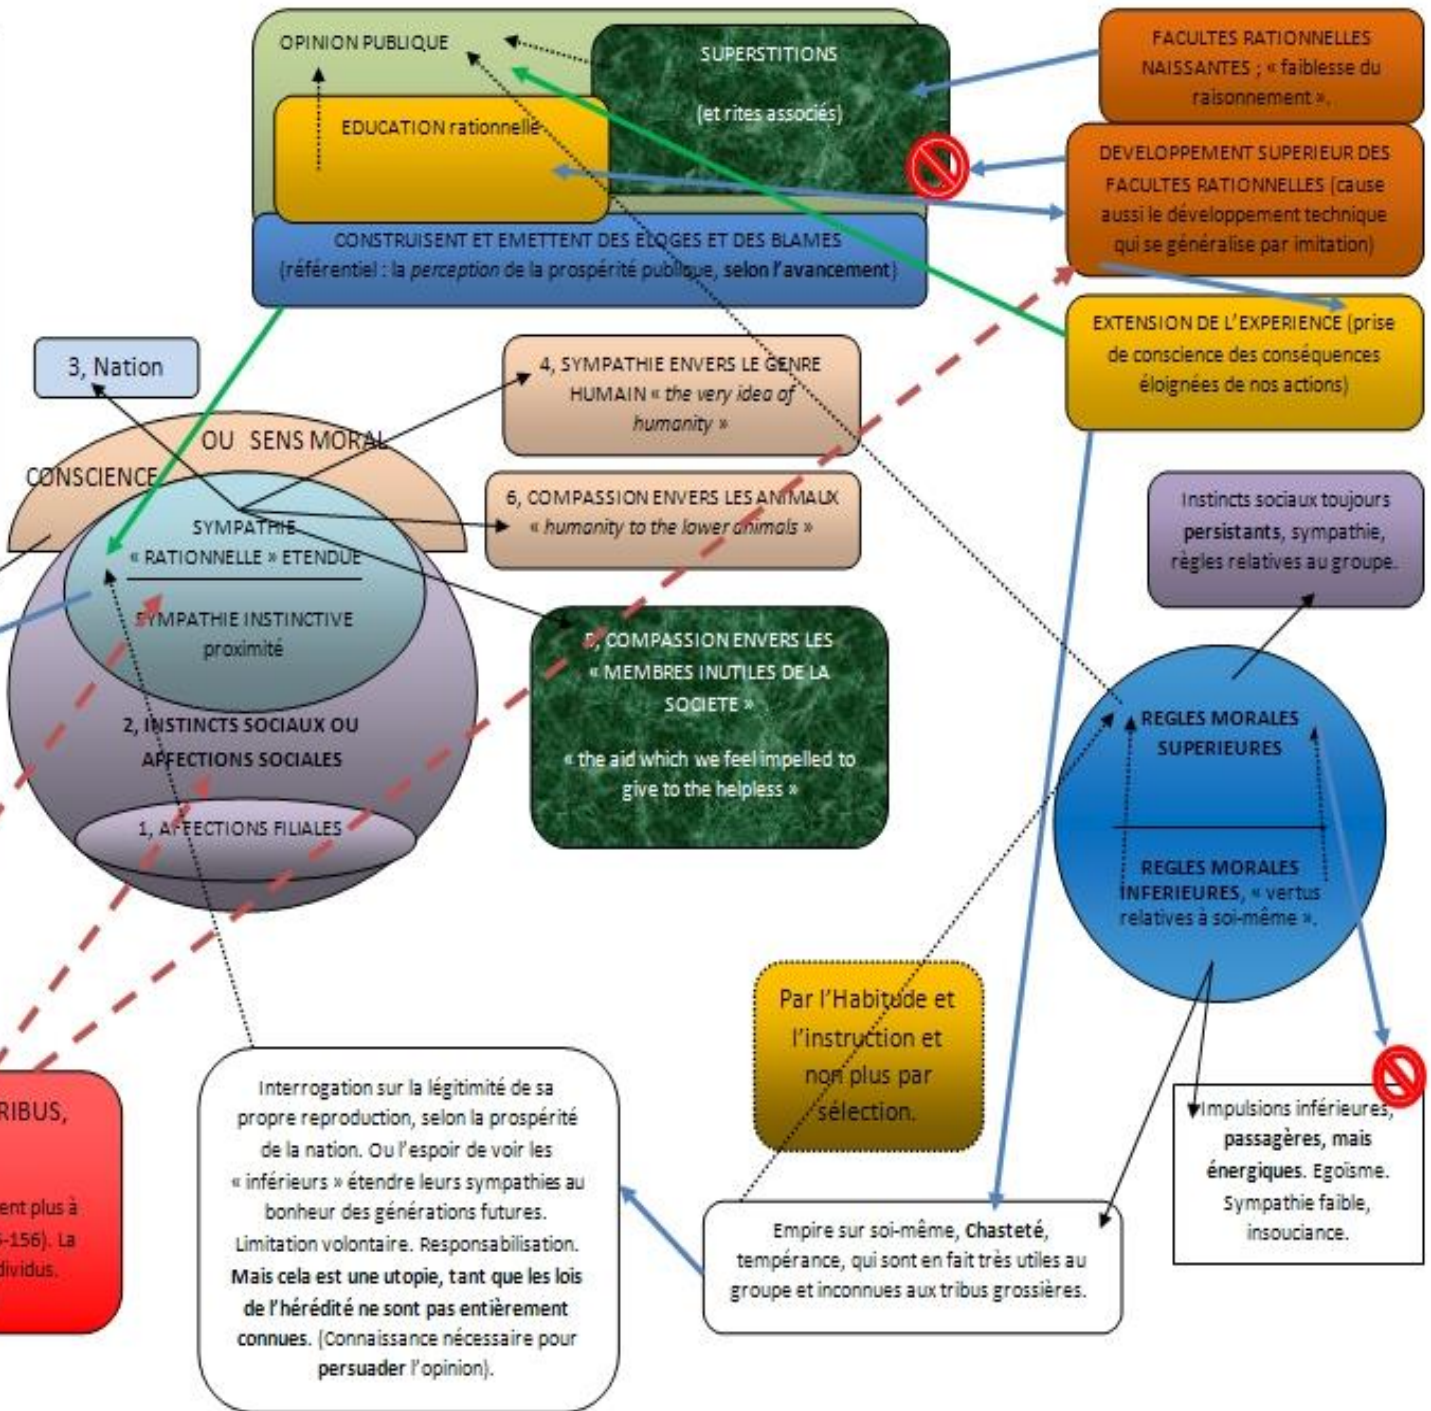 OPINION PUBLIQUE
SUPERSTITIONS
(et rites associés)
EDUCATION rationnelle
CONSTRUISENT ET EMETTENT DES ELOGES ET DES BLAMES
(référentiel : la perception de la prospérité publique, selon l'avancement)
FACULTES RATIONNELLES
NAISSANTES ; « faiblesse du
raisonnement ».
DEVELOPPEMENT SUPERIEUR DES
FACULTES RATIONNELLES (cause
aussi le développement technique
qui se généralise par imitation)
EXTENSION DE L'EXPERIENCE (prise
de conscience des conséquences
éloignées de nos actions)
3, Nation
4, SYMPATHIE ENVERS LE GENRE
HUMAIN « the very idea of
humanity »
OU SENS MORAL
CONSCIENCE
SYMPATHIE
« RATIONNELLE » ETENDUE
SYMPATHIE INSTINCTIVE
proximité
2, INSTINCTS SOCIAUX OU
AFFECTIONS SOCIALES
1, AFFECTIONS FILIALES
6, COMPASSION ENVERS LES ANIMAUX
« humanity to the lower animals »
5, COMPASSION ENVERS LES
« MEMBRES INUTILES DE LA
SOCIETE »
« the aid which we feel impelled to
give to the helpless »
Instincts sociaux toujours
persistants, sympathie,
règles relatives au groupe.
REGLES MORALES
SUPERIEURES
REGLES MORALES
INFERIEURES, « vertus
relatives à soi-même ».
Par l'Habitude et
l'instruction et
non plus par
sélection.
Impulsions inférieures,
passagères, mais
énergiques. Egoïsme.
Sympathie faible,
insouciance.
Empire sur soi-même, Chasteté,
tempérance, qui sont en fait très utiles au
groupe et inconnues aux tribus grossières.
Interrogation sur la légitimité de sa
propre reproduction, selon la prospérité
de la nation. Ou l'espoir de voir les
« inférieurs » étendre leurs sympathies au
bonheur des générations futures.
Limitation volontaire. Responsabilisation.
Mais cela est une utopie, tant que les lois
de l'hérédité ne sont pas entièrement
connues. (Connaissance nécessaire pour
persuader l'opinion).
RIBUS,
ent plus à
-156). La
dividus.